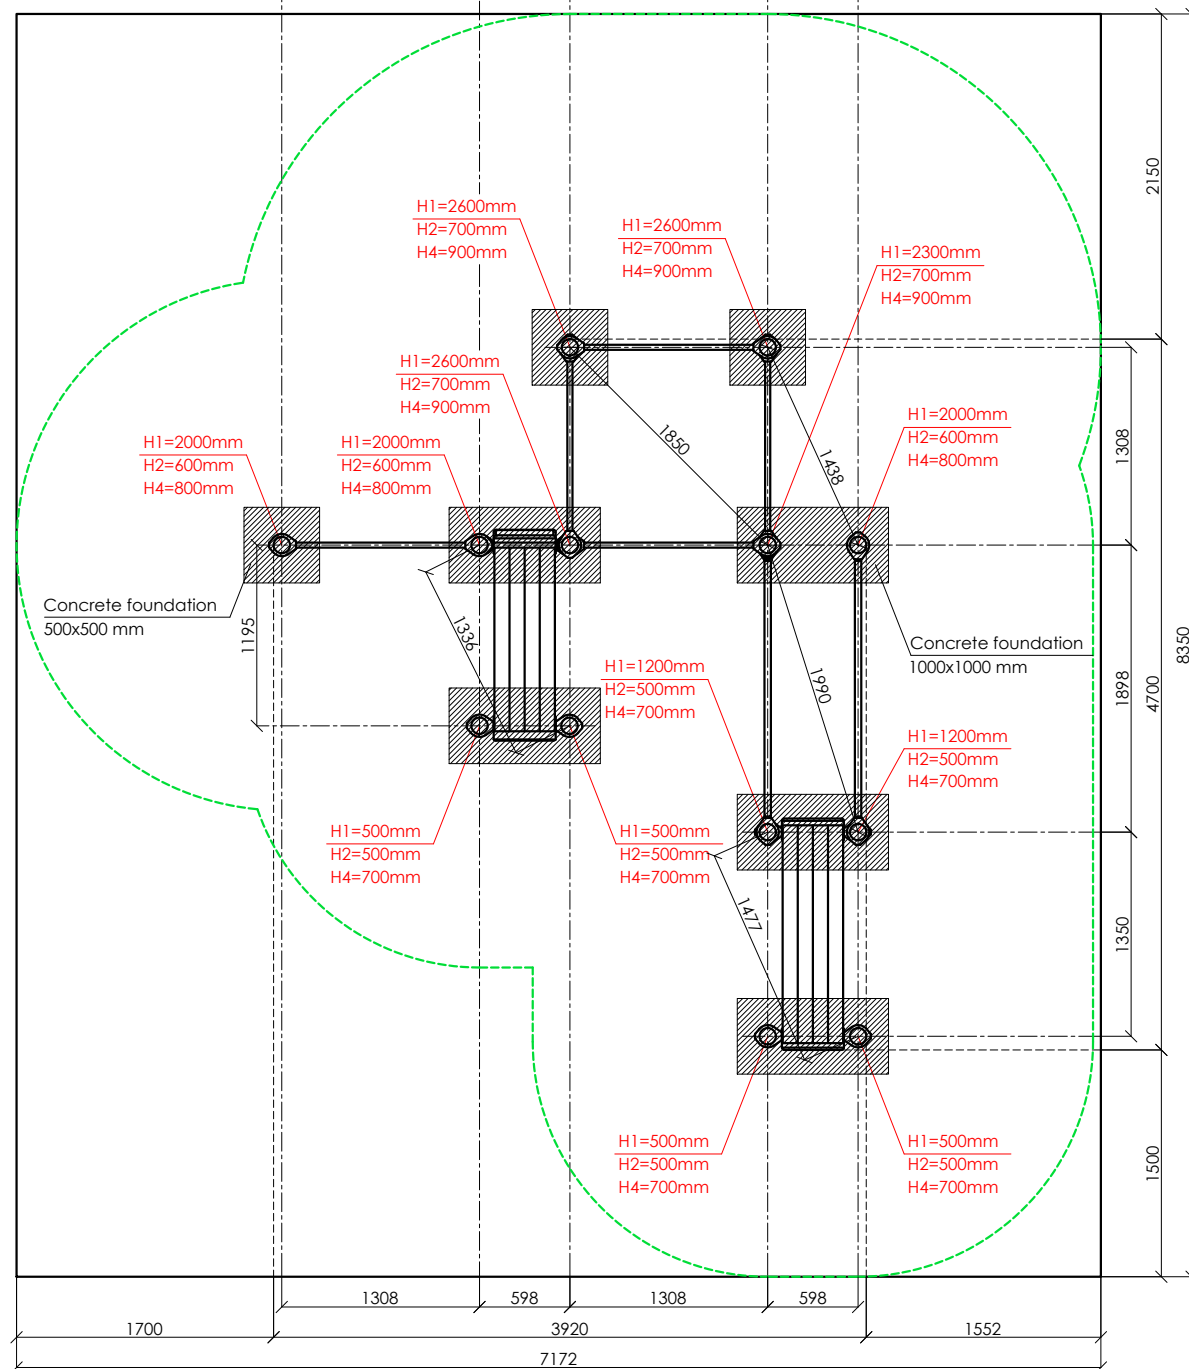 2150
H1=2600mm
H2=700mm
H4=900mm
H1=2600mm
H2=700mm
H4=900mm
H1=2300mm
H2=700mm
H4=900mm
H1=2600mm
H2=700mm
H4=900mm
H1=2000mm
H2=600mm
H4=800mm
H1=2000mm
H2=600mm
H4=800mm
H1=2000mm
H2=600mm
H4=800mm
1850
1438
1308
Concrete foundation
500x500 mm
1195
1336
Concrete foundation
1000x1000 mm
1990
1898
4700
8350
H1=1200mm
H2=500mm
H4=700mm
H1=1200mm
H2=500mm
H4=700mm
H1=500mm
H2=500mm
H4=700mm
H1=500mm
H2=500mm
H4=700mm
1477
1350
H1=500mm
H2=500mm
H4=700mm
H1=500mm
H2=500mm
H4=700mm
1500
1308
598
1308
598
1700
3920
1552
7172